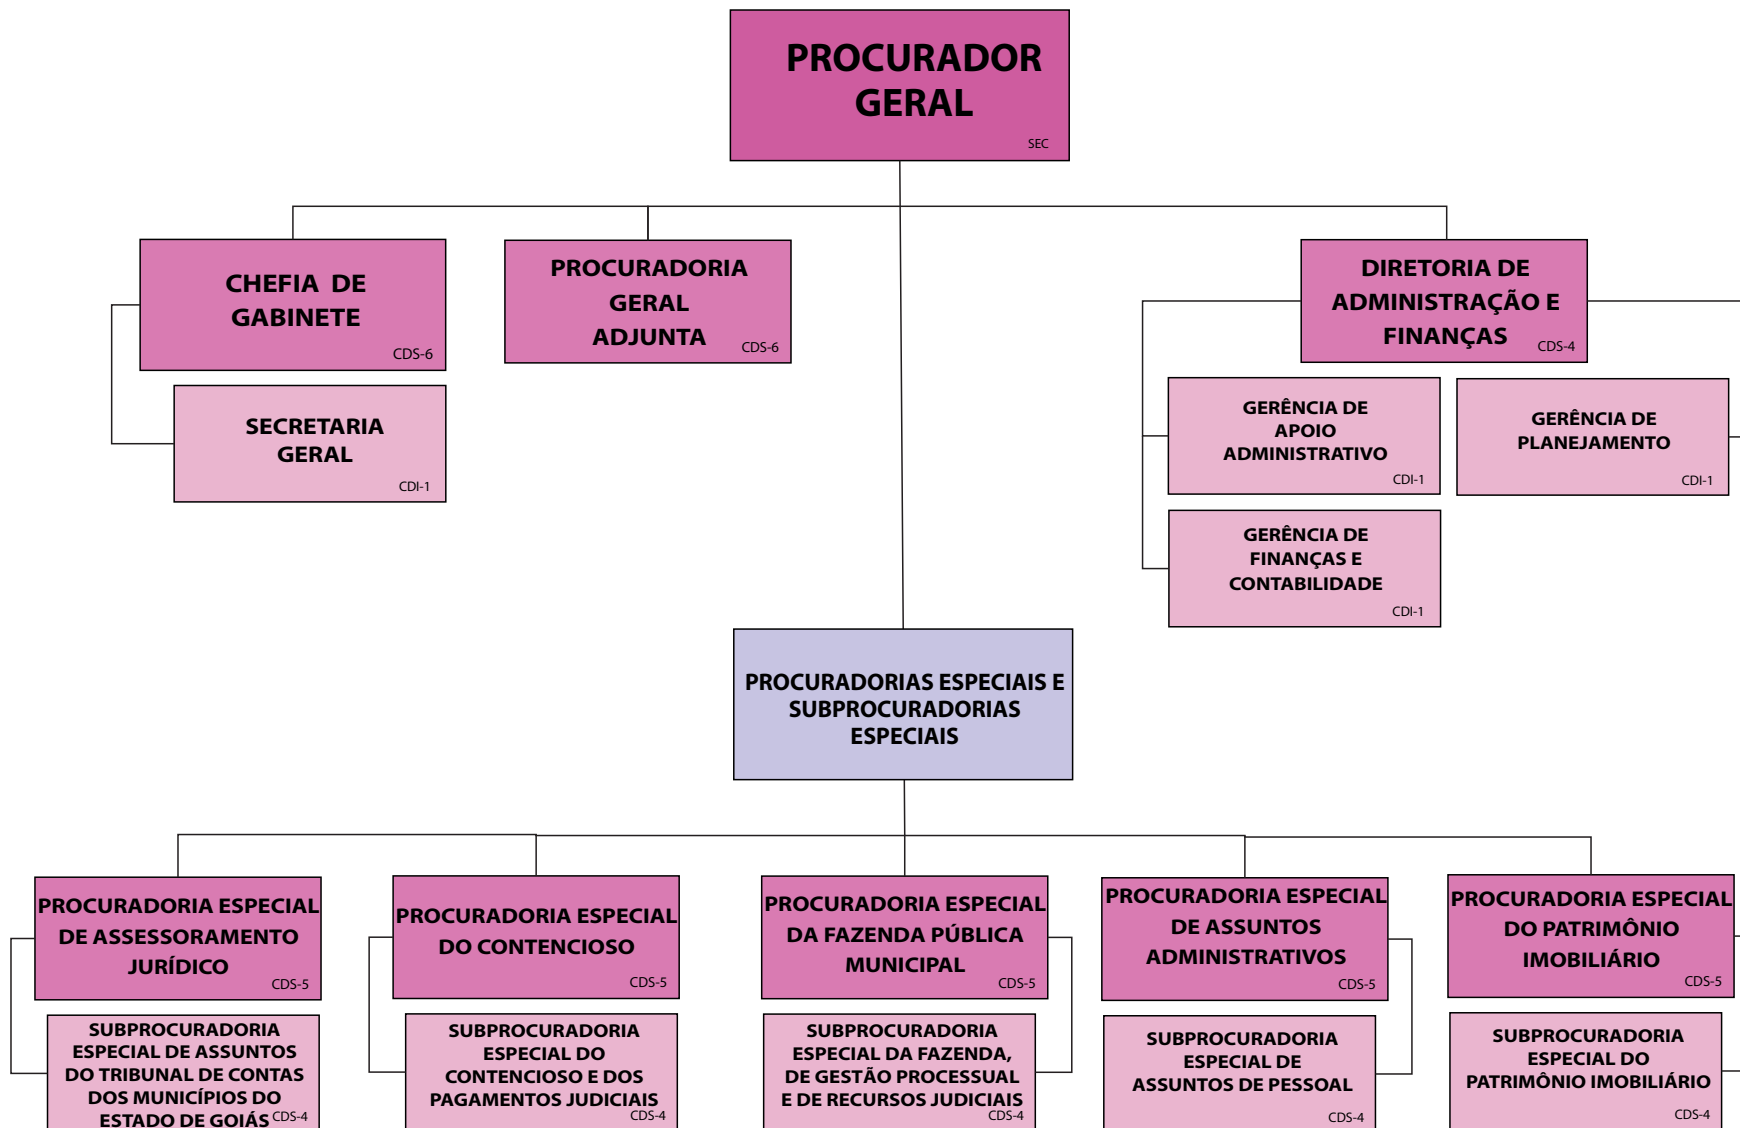 PROCURADOR
GERAL
SEC
CHEFIA DE
GABINETE
CDS-6
PROCURADORIA
GERAL
ADJUNTA
CDS-6
DIRETORIA DE
ADMINISTRAÇÃO E
FINANÇAS
CDS-4
SECRETARIA
GERAL
CDI-1
GERÊNCIA DE
APOIO
ADMINISTRATIVO
CDI-1
GERÊNCIA DE
PLANEJAMENTO
CDI-1
GERÊNCIA DE
FINANÇAS E
CONTABILIDADE
CDI-1
PROCURADORIAS ESPECIAIS E
SUBPROCURADORIAS
ESPECIAIS
PROCURADORIA ESPECIAL
DE ASSESSORAMENTO
JURÍDICO
CDS-5
PROCURADORIA ESPECIAL
DO CONTENCIOSO
CDS-5
PROCURADORIA ESPECIAL
DA FAZENDA PÚBLICA
MUNICIPAL
CDS-5
PROCURADORIA ESPECIAL
DE ASSUNTOS
ADMINISTRATIVOS
CDS-5
PROCURADORIA ESPECIAL
DO PATRIMÔNIO
IMOBILIÁRIO
CDS-5
SUBPROCURADORIA
ESPECIAL DE ASSUNTOS
DO TRIBUNAL DE CONTAS
DOS MUNICÍPIOS DO
ESTADO DE GOIÁS
CDS-4
SUBPROCURADORIA
ESPECIAL DO
CONTENCIOSO E DOS
PAGAMENTOS JUDICIAIS
CDS-4
SUBPROCURADORIA
ESPECIAL DA FAZENDA,
DE GESTÃO PROCESSUAL
E DE RECURSOS JUDICIAIS
CDS-4
SUBPROCURADORIA
ESPECIAL DE
ASSUNTOS DE PESSOAL
CDS-4
SUBPROCURADORIA
ESPECIAL DO
PATRIMÔNIO IMOBILIÁRIO
CDS-4